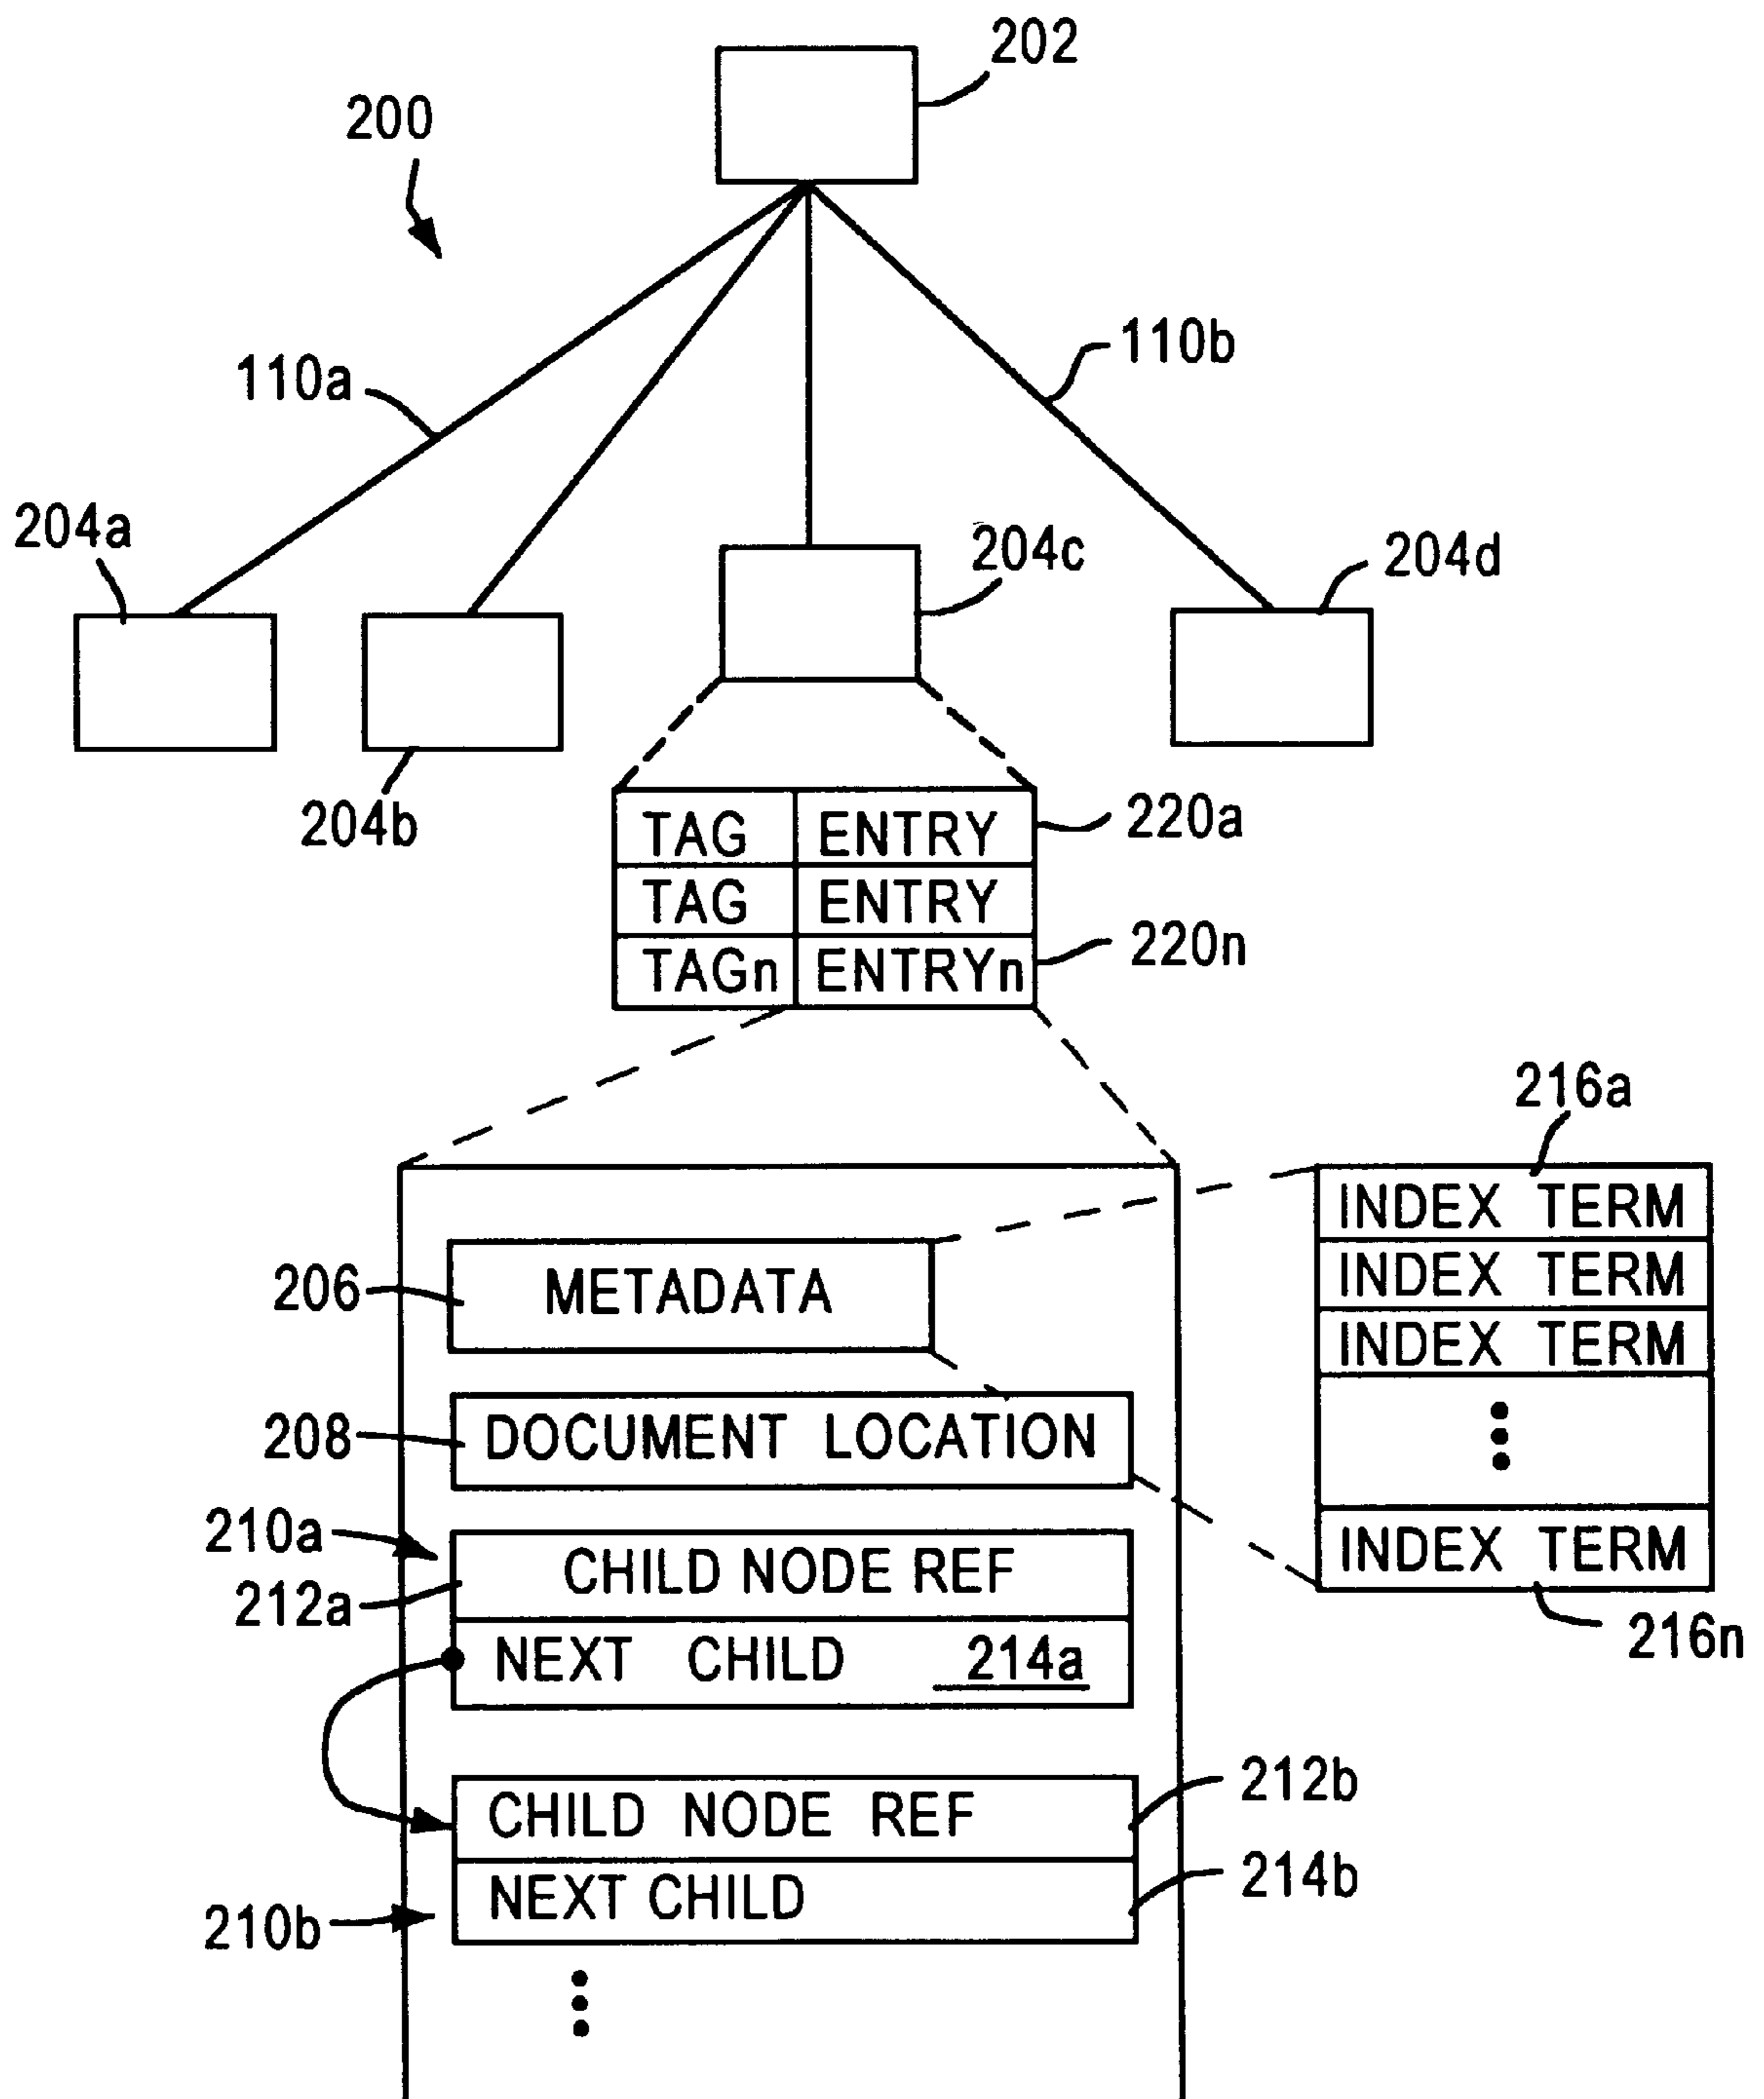 202
200
110a
110b
204a
204c
204d
204b
TAG ENTRY 220a
TAG ENTRY
TAGn ENTRYn 220n
216a
INDEX TERM
INDEX TERM
INDEX TERM
INDEX TERM
216n
206 METADATA
208 DOCUMENT LOCATION
210a
212a CHILD NODE REF
NEXT CHILD 214a
CHILD NODE REF 212b
NEXT CHILD 214b
210b